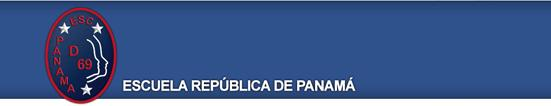 ESC
PANAMA
D
69
ESCUELA REPÚBLICA DE PANAMÁ